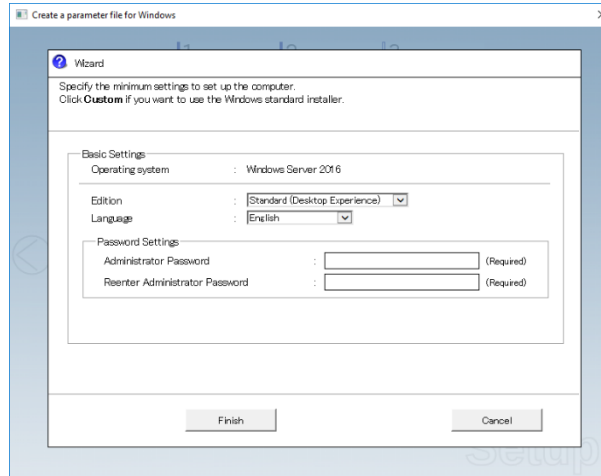 Create a parameter file for Windows
Wizard
Specify the minimum settings to set up the computer.
Click Custom if you want to use the Windows standard installer.
Basic Settings
Operating system : Windows Server 2016
Edition : Standard (Desktop Experience)
Language : English
Password Settings
Administrator Password : (Required)
Reenter Administrator Password : (Required)
Finish Cancel
Setup